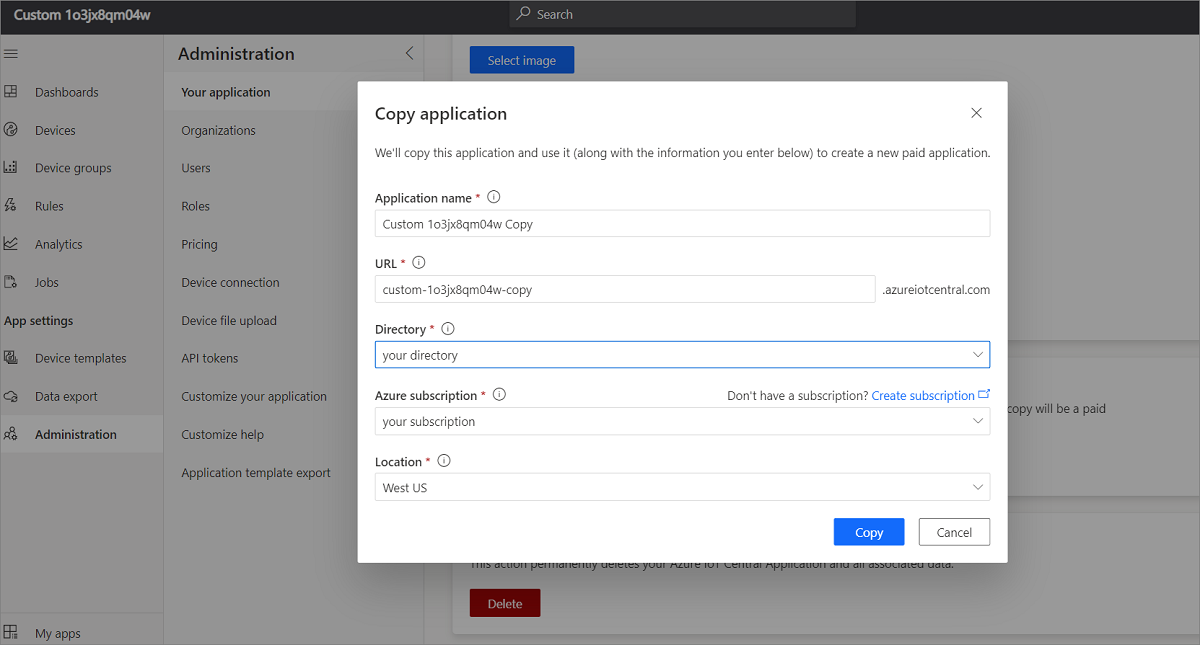 Custom 1o3jx8qm04w
Search
Dashboards
Devices
Device groups
Rules
Analytics
Jobs
App settings
Device templates
Data export
Administration
My apps
Administration
Your application
Organizations
Users
Roles
Pricing
Device connection
Device file upload
API tokens
Customize your application
Customize help
Application template export
Select image
Copy application
We'll copy this application and use it (along with the information you enter below) to create a new paid application.
Application name *
Custom 1o3jx8qm04w Copy
URL *
custom-1o3jx8qm04w-copy .azureiotcentral.com
Directory *
your directory
Azure subscription * Don't have a subscription? Create subscription
your subscription
Location *
West US
Copy Cancel
copy will be a paid
This action permanently deletes your Azure IoT Central Application and all associated data.
Delete